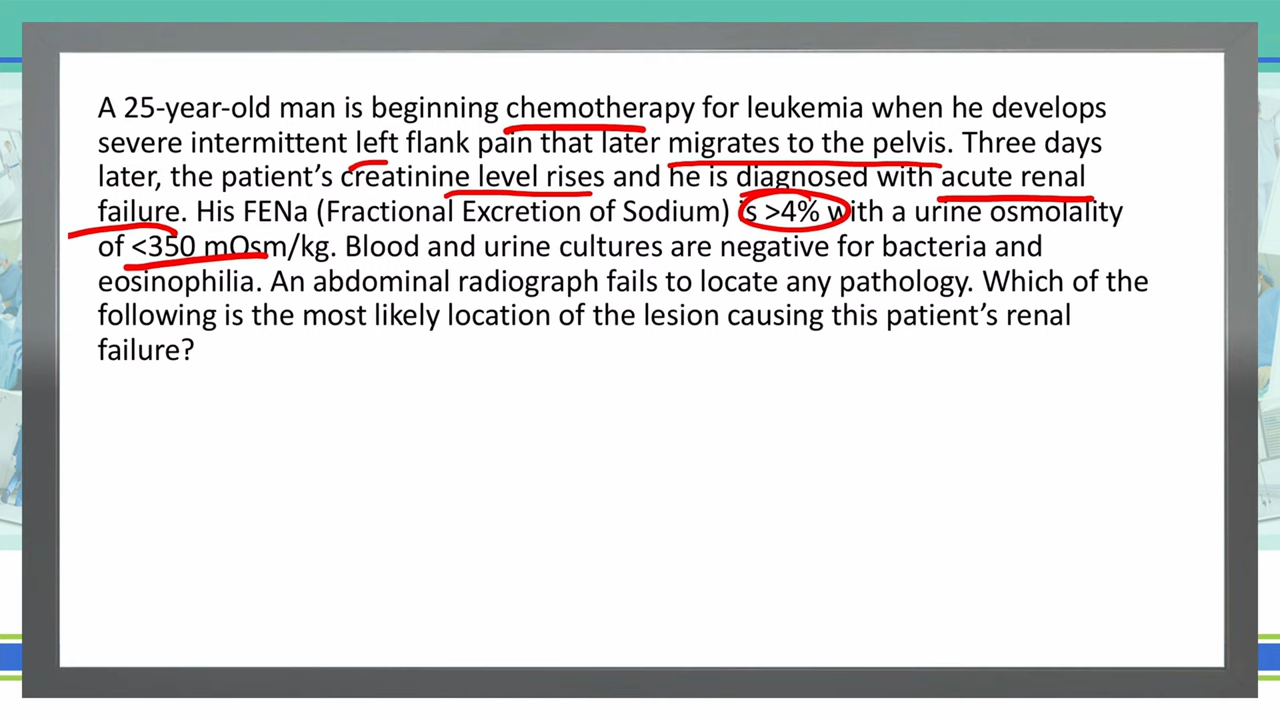 A 25-year-old man is beginning chemotherapy for leukemia when he develops
severe intermittent left flank pain that later migrates to the pelvis. Three days
later, the patient's creatinine level rises and he is diagnosed with acute renal
failure. His FENa (Fractional Excretion of Sodium) is >4% with a urine osmolality
of <350 mOsm/kg. Blood and urine cultures are negative for bacteria and
eosinophilia. An abdominal radiograph fails to locate any pathology. Which of the
following is the most likely location of the lesion causing this patient's renal
failure?